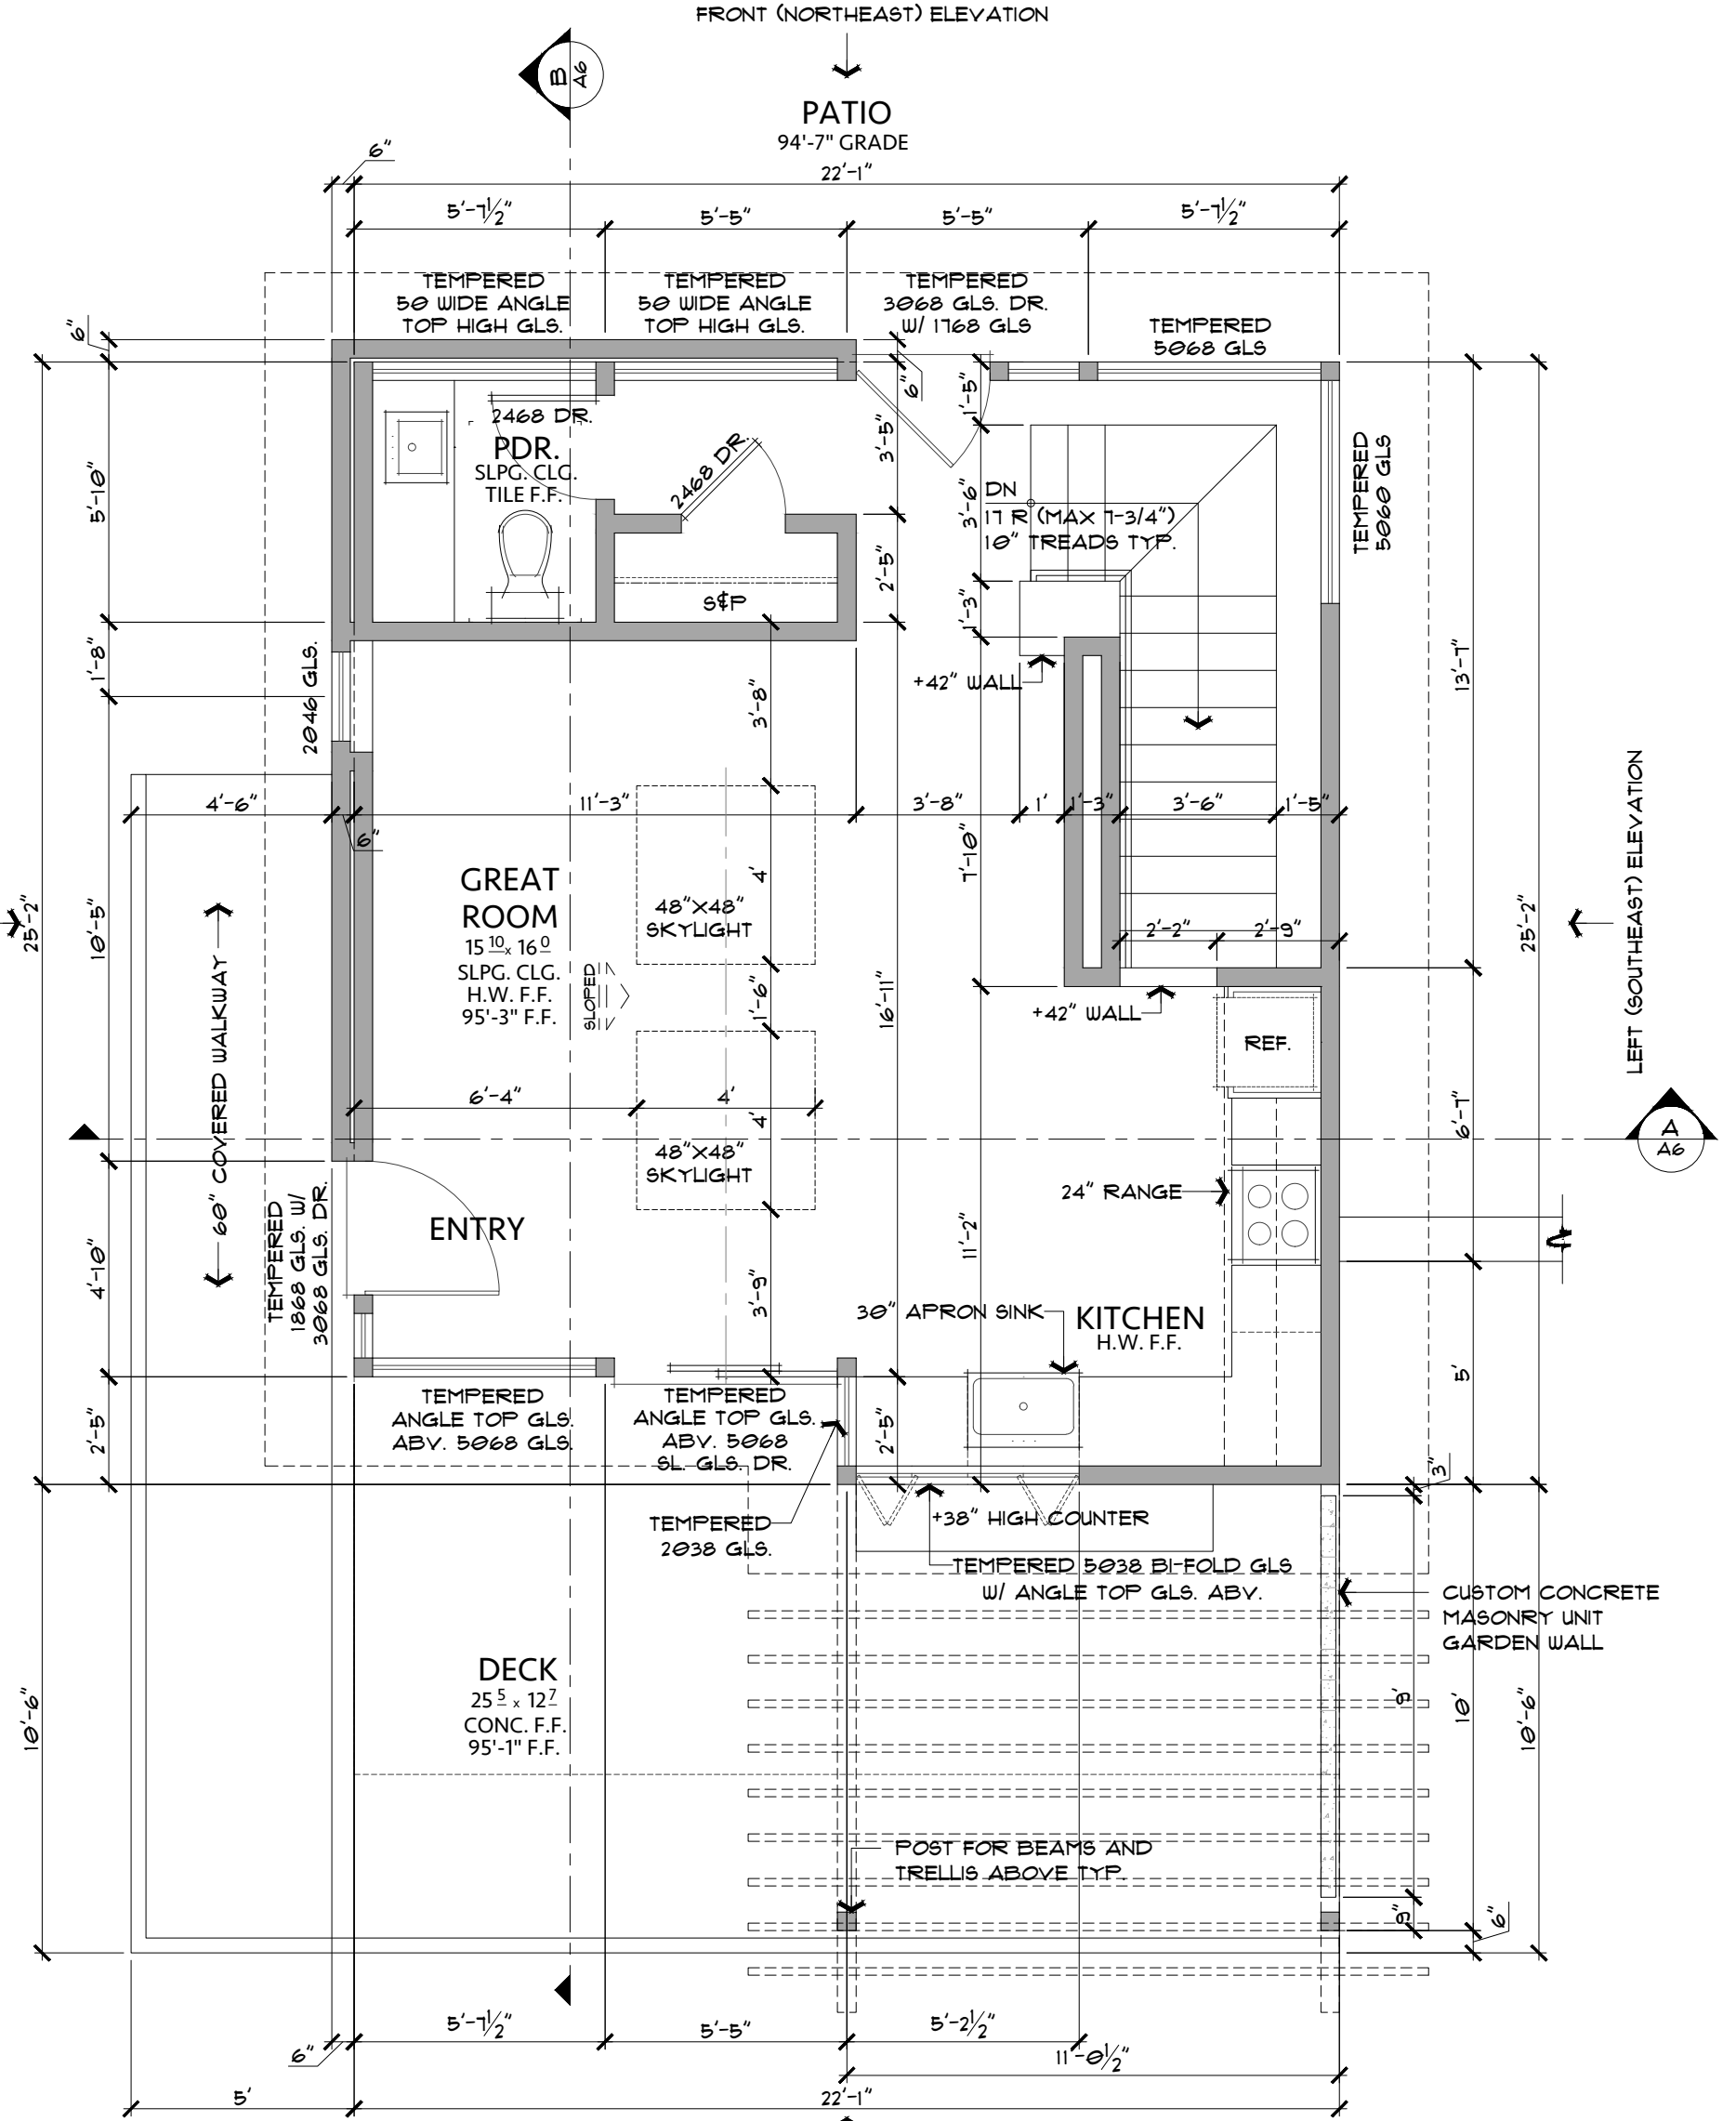 FRONT (NORTHEAST) ELEVATION
B
A6
PATIO
94'-7" GRADE
6"
22'-1"
5'-7½"
5'-5"
5'-5"
5'-7½"
TEMPERED
50 WIDE ANGLE
TOP HIGH GLS.
TEMPERED
50 WIDE ANGLE
TOP HIGH GLS.
TEMPERED
3068 GLS. DR.
W/ 1768 GLS
TEMPERED
5068 GLS
6"
6"
1'-5"
2468 DR.
PDR.
SLPG. CLG.
TILE F.F.
2468 DR.
3'-5"
TEMPERED
5060 GLS
5'-10"
3'-6"
DN
17 R (MAX 7-3/4")
10" TREADS TYP.
2'-5"
S&P
1'-3"
1'-8"
2046 GLS.
3'-8"
+42" WALL
13'-7"
4'-6"
11'-3"
3'-8"
1'
1'-3"
3'-6"
1'-5"
6"
7'-10"
LEFT (SOUTHEAST) ELEVATION
25'-2"
10'-5"
60" COVERED WALKWAY
GREAT
ROOM
15 10 x 16 0
SLPG. CLG.
H.W. F.F.
95'-3" F.F.
SLOPED
4'
48"X48"
SKYLIGHT
1'-6"
16'-11"
2'-2"
2'-9"
25'-2"
+42" WALL
REF.
6'-4"
4'
4'
48"X48"
SKYLIGHT
6'-7"
A
A6
24" RANGE
ENTRY
TEMPERED
1868 GLS. W/
3068 GLS. DR.
4'-10"
11'-2"
3'-9"
30" APRON SINK
KITCHEN
H.W. F.F.
5'
TEMPERED
ANGLE TOP GLS.
ABV. 5068 GLS.
TEMPERED
ANGLE TOP GLS.
ABV. 5068
SL. GLS. DR.
2'-5"
2'-5"
3"
TEMPERED
2038 GLS.
+38" HIGH COUNTER
TEMPERED 5038 BI-FOLD GLS
W/ ANGLE TOP GLS. ABV.
CUSTOM CONCRETE
MASONRY UNIT
GARDEN WALL
DECK
25 5 x 12 7
CONC. F.F.
95'-1" F.F.
10'-6"
9'
10'
10'-6"
POST FOR BEAMS AND
TRELLIS ABOVE TYP.
9"
6"
5'-7½"
5'-5"
5'-2½"
6"
11'-0½"
5'
22'-1"